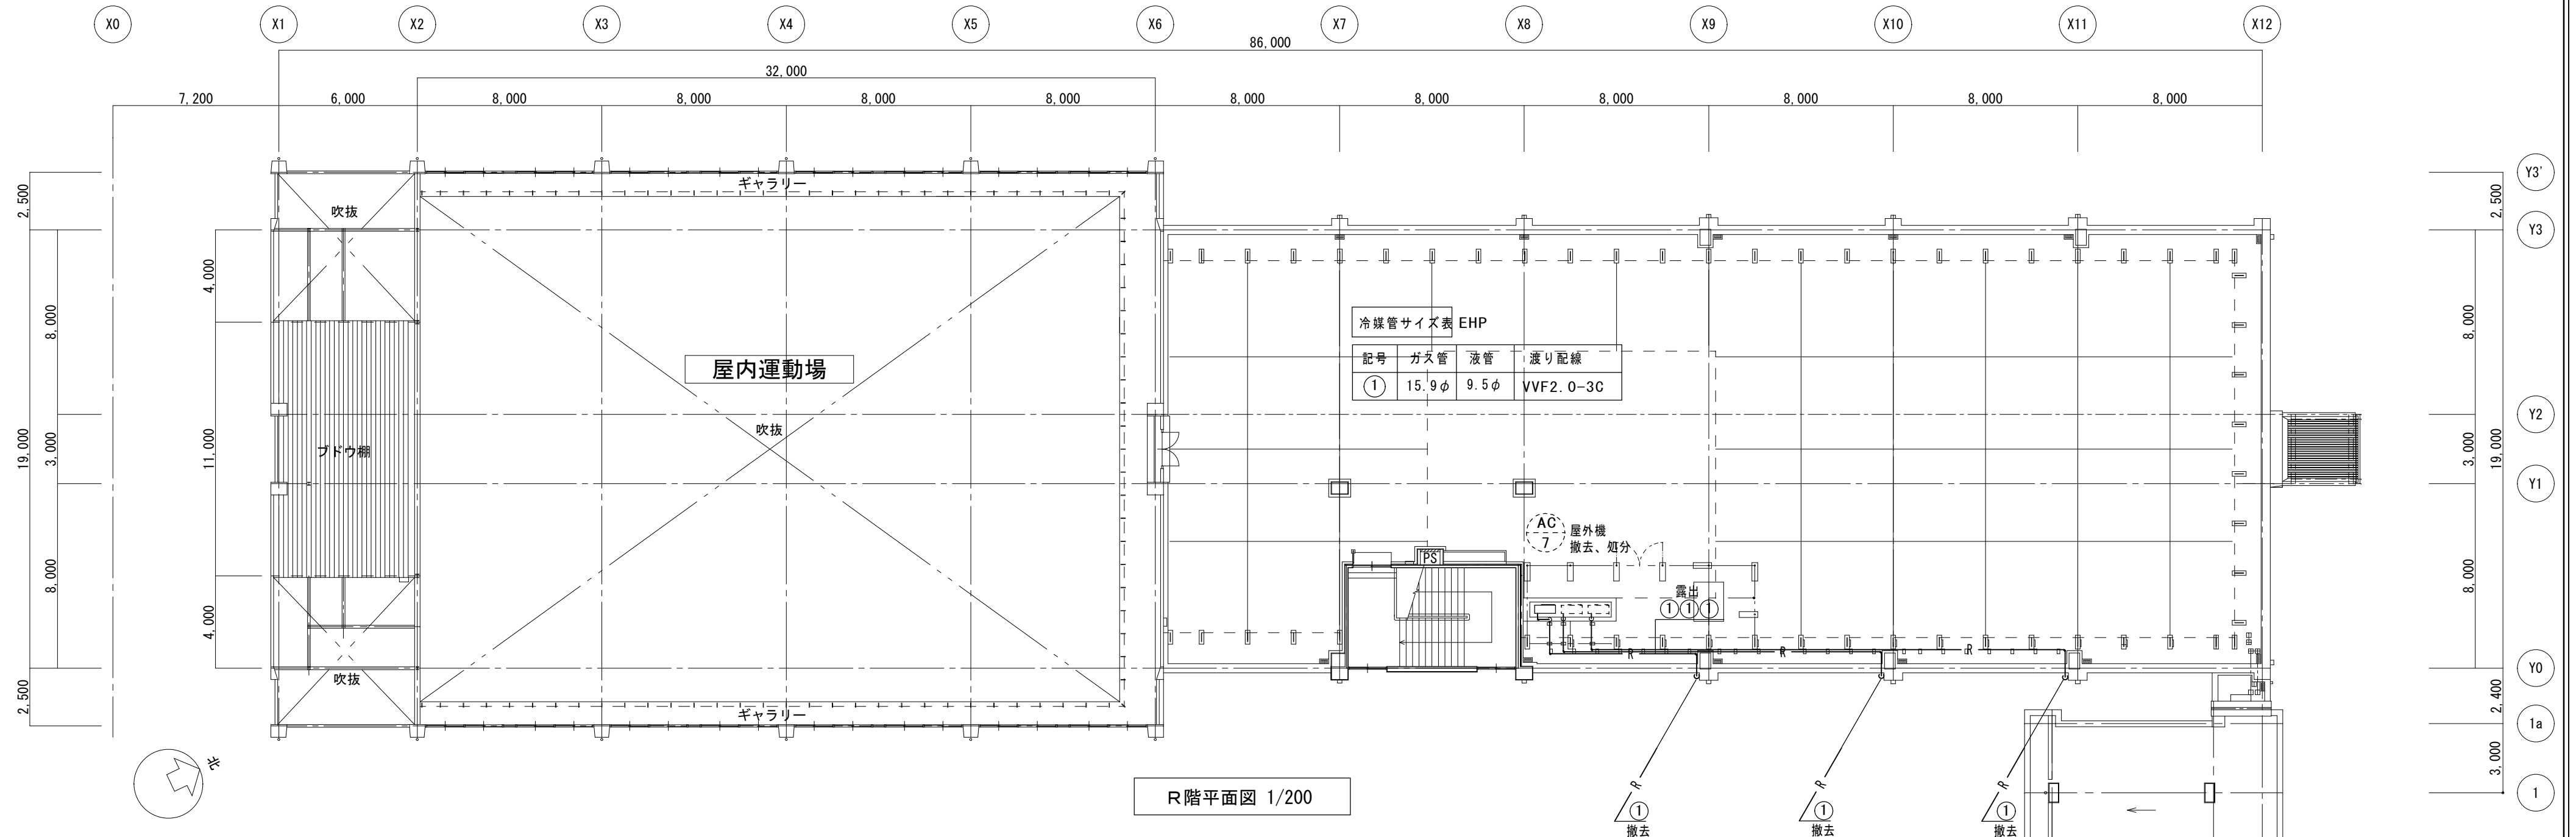 X0 X1 X2 X3 X4 X5 X6 X7 X8 X9 X10 X11 X12
86,000
32,000
7,200 6,000 8,000 8,000 8,000 8,000 8,000 8,000 8,000 8,000 8,000 8,000
Y3'
2,500 2,500
ギャラリー
吹抜
Y3
4,000
8,000 8,000
冷媒管サイズ表 EHP
記号 ガス管 液管 渡り配線
① 15.9φ 9.5φ VVF2.0-3C
屋内運動場
Y2
吹抜
ブドウ棚
19,000 3,000 11,000 3,000 19,000
Y1
AC
7
屋外機
撤去、処分
PS
8,000 8,000
露出
①①①
4,000
R R R
Y0
吹抜
2,500 2,400
ギャラリー
1a
北
3,000
R階平面図 1/200
R R R
1
① ① ①
撤去 撤去 撤去